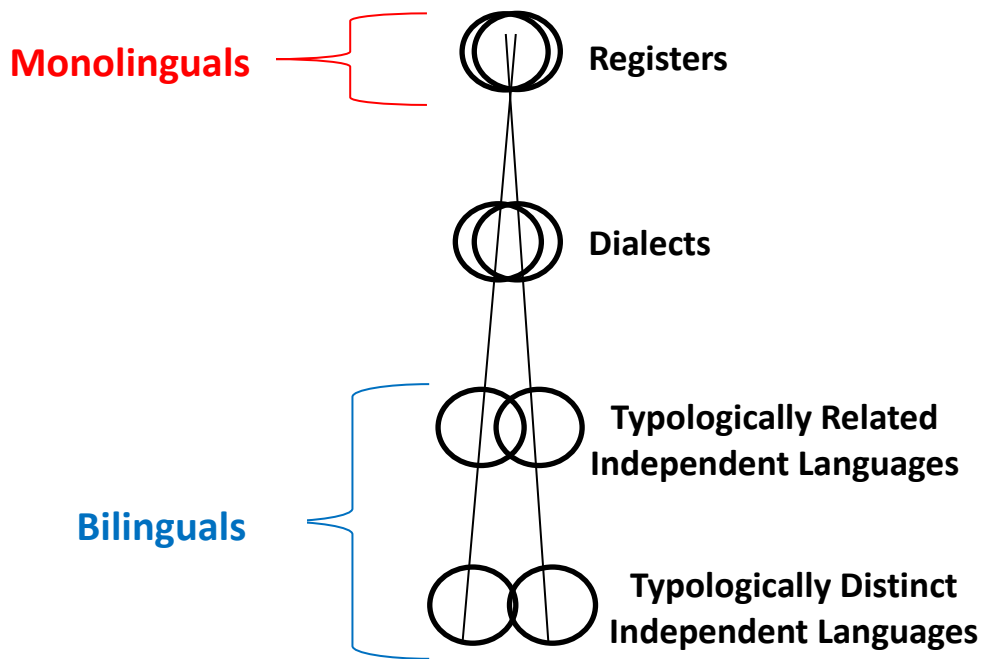 Monolinguals
Registers
Dialects
Typologically Related
Independent Languages
Bilinguals
Typologically Distinct
Independent Languages